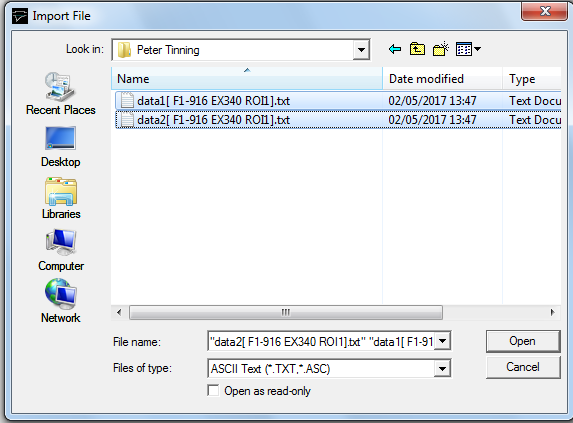 Import File
Look in: Peter Tinning
Name Date modified Type
data1[ F1-916 EX340 ROI1].txt 02/05/2017 13:47 Text Docu
data2[ F1-916 EX340 ROI1].txt 02/05/2017 13:47 Text Docu
Recent Places
Desktop
Libraries
Computer
Network
File name: "data2[ F1-916 EX340 ROI1].txt" "data1[ F1-91 Open
Files of type: ASCII Text (*.TXT,*.ASC) Cancel
Open as read-only